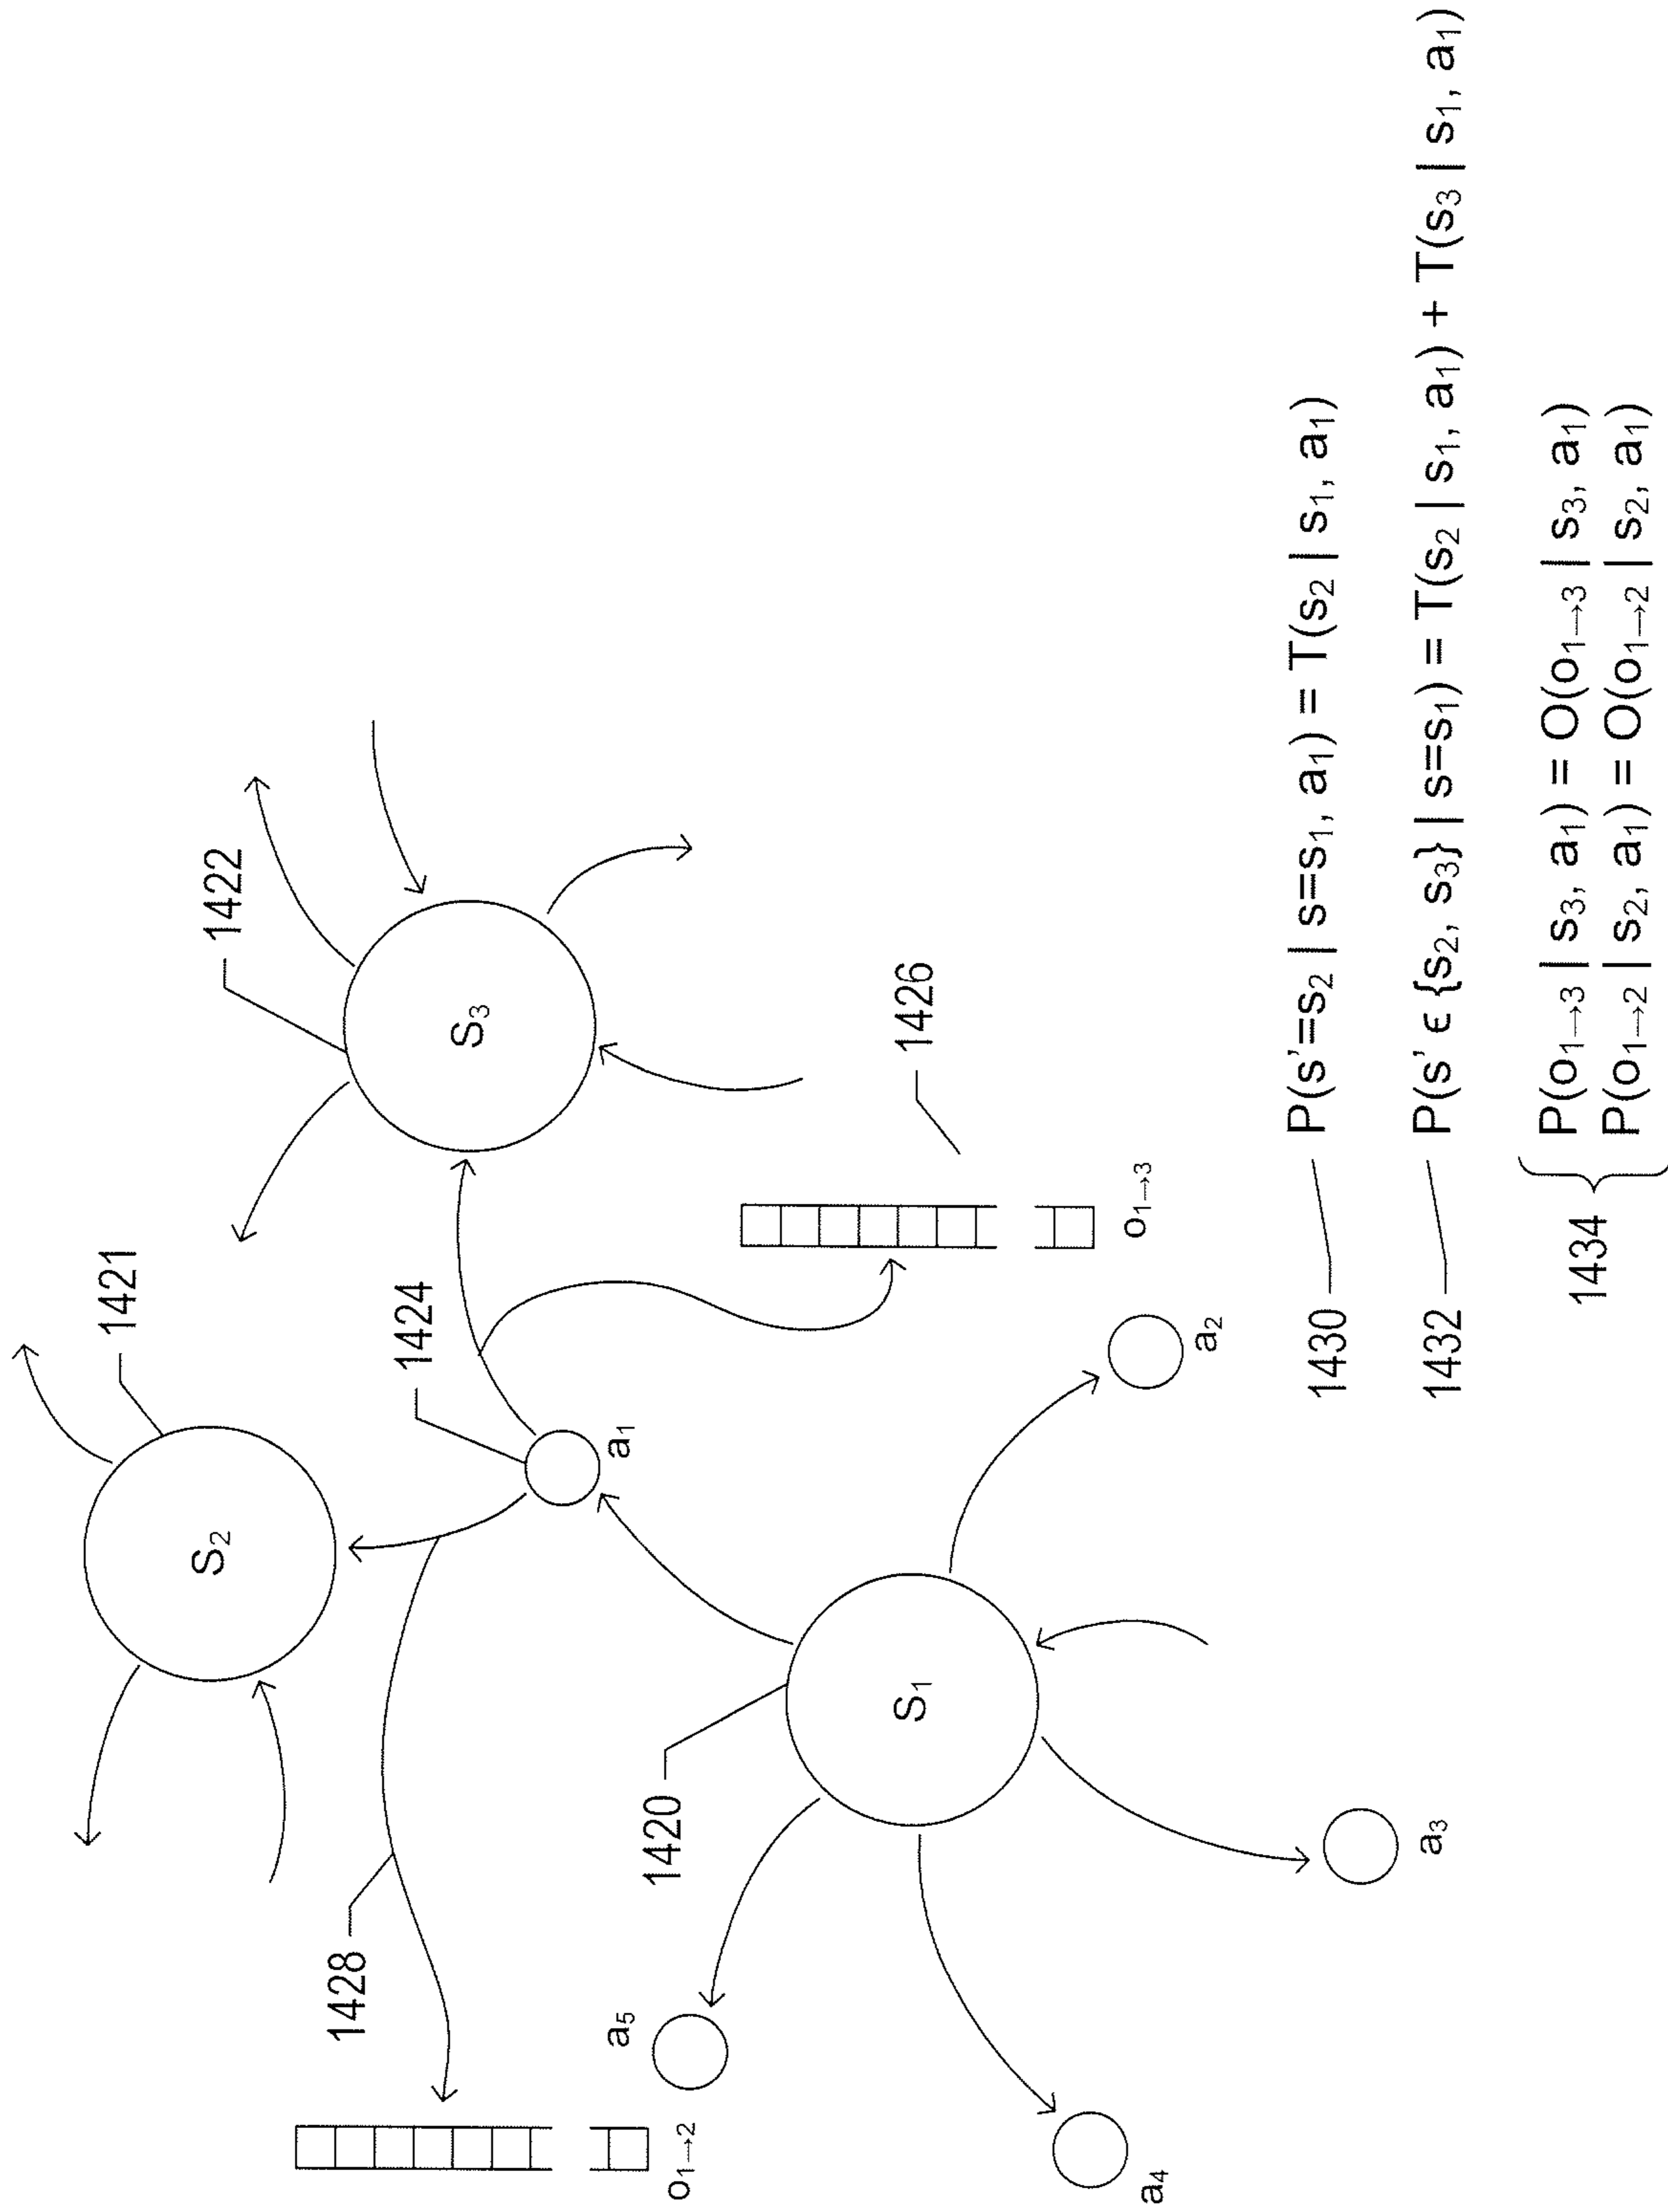 1421
S₂
1422
1428
1424
S₃
a₅
a₁
1420
o₁→₂
S₁
1426
o₁→₃
a₄
a₂
1430 P(s'=s₂ | s=s₁, a₁) = T(s₂ | s₁, a₁)
a₃
1432 P(s' ϵ {s₂, s₃} | s=s₁) = T(s₂ | s₁, a₁) + T(s₃ | s₁, a₁)
1434
P(o₁→₃ | s₃, a₁) = O(o₁→₃ | s₃, a₁)
P(o₁→₂ | s₂, a₁) = O(o₁→₂ | s₂, a₁)